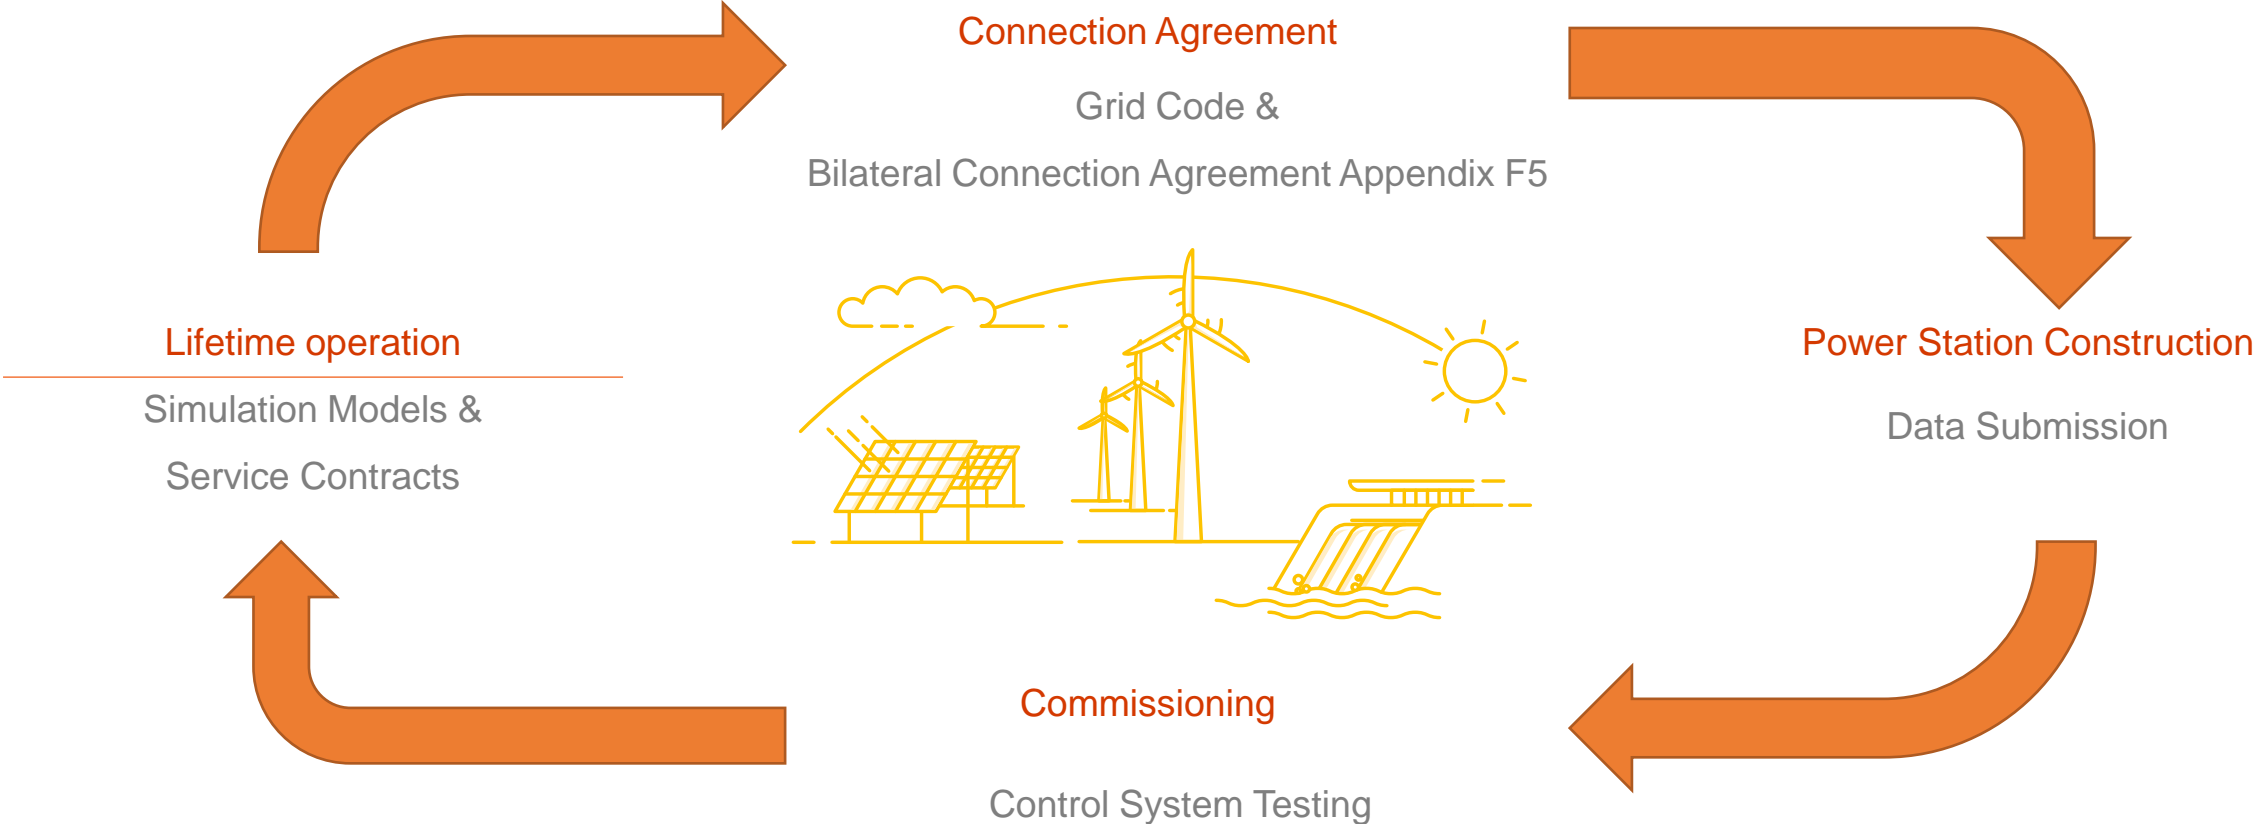 Connection Agreement
Grid Code &
Bilateral Connection Agreement Appendix F5
Lifetime operation
Simulation Models &
Service Contracts
Power Station Construction
Data Submission
Commissioning
Control System Testing